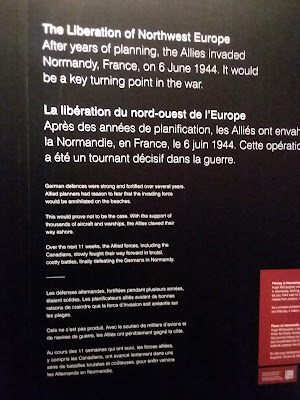 The Liberation of Northwest Europe
After years of planning, the Allies invaded
Normandy, France, on 6 June 1944. It would
be a key turning point in the war.
La libération du nord-ouest de l'Europe
Après des années de planification, les Alliés ont envah
la Normandie, en France, le 6 juin 1944. Cette opératio
a été un tournant décisif dans la guerre.
German defences were strong and fortified over several years.
Allied planners had reason to fear that the invading force
would be annihilated on the beaches.
This would prove not to be the case. With the support of
thousands of aircraft and warships, the Allies clawed their
way ashore.
Over the next 11 weeks, the Allied forces, including the
Canadians, slowly fought their way forward in brutal,
costly battles, finally defeating the Germans in Normandy.
Les défenses allemandes, fortifiées pendant plusieurs années,
étaient solides. Les planificateurs alliés avaient de bonnes
raisons de craindre que la force d'invasion soit anéantie sur
les plages.
Cela ne s'est pas produit. Avec le soutien de milliers d'avions et
de navires de guerre, les Alliés ont péniblement gagné la côte.
Au cours des 11 semaines qui ont suivi, les forces alliées,
y compris les Canadiens, ont avancé lentement dans une
série de batailles brutales et coûteuses, pour enfin vaincre
les Allemands en Normandie.